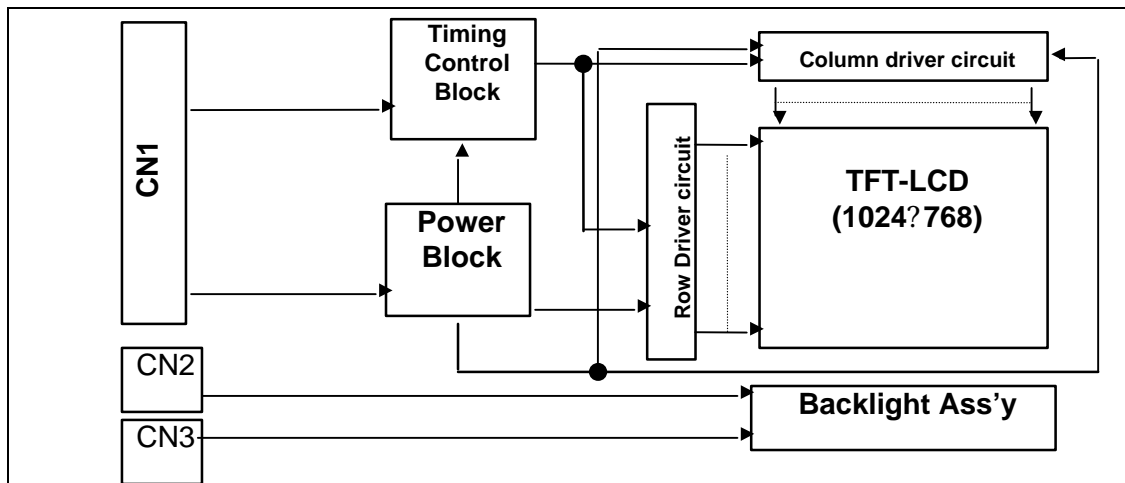 Timing
Control
Block
Column driver circuit
CN1
Row Driver circuit
TFT-LCD
(1024?768)
Power
Block
CN2
Backlight Ass’y
CN3